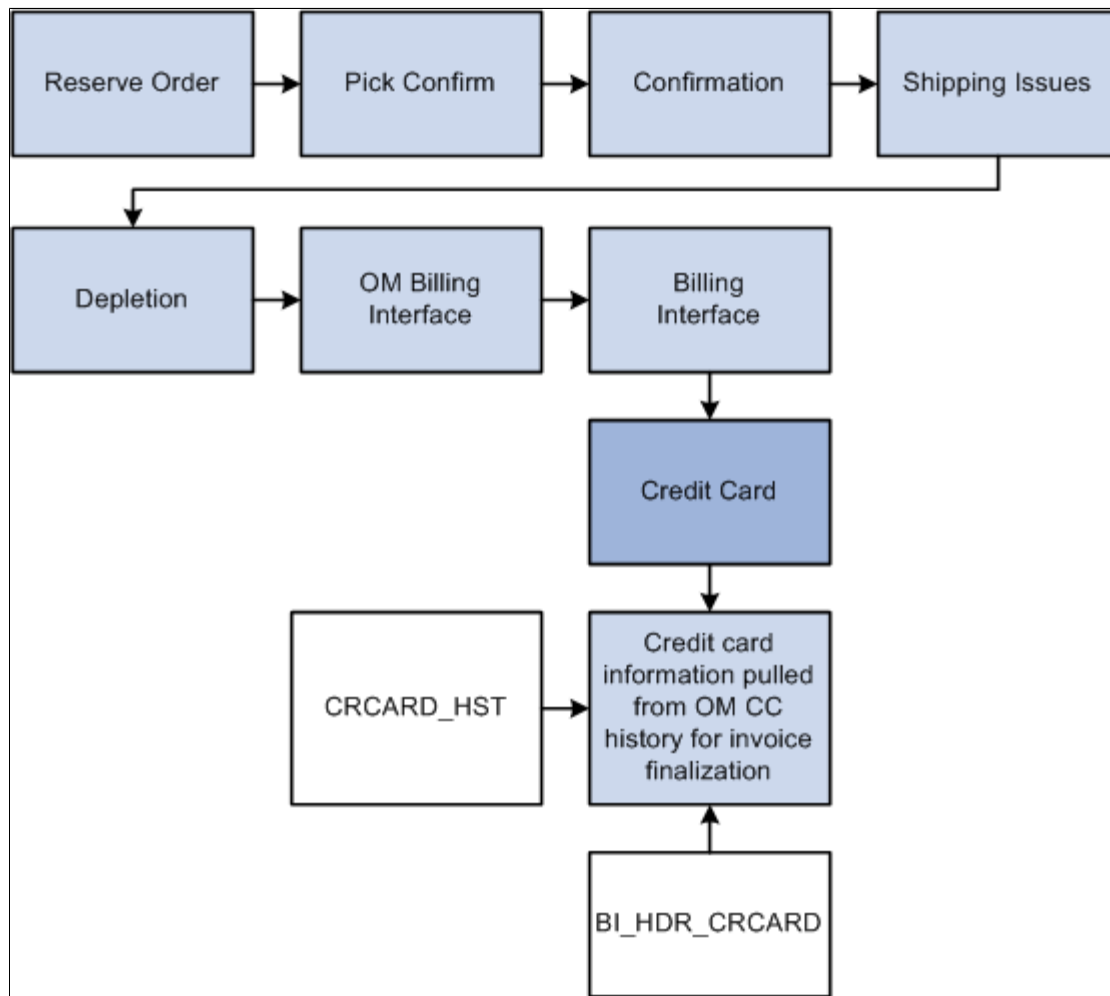 Reserve Order
Pick Confirm
Confirmation
Shipping Issues
Depletion
OM Billing
Interface
Billing
Interface
Credit Card
CRCARD_HST
Credit card
information pulled
from OM CC
history for invoice
finalization
BI_HDR_CRCARD